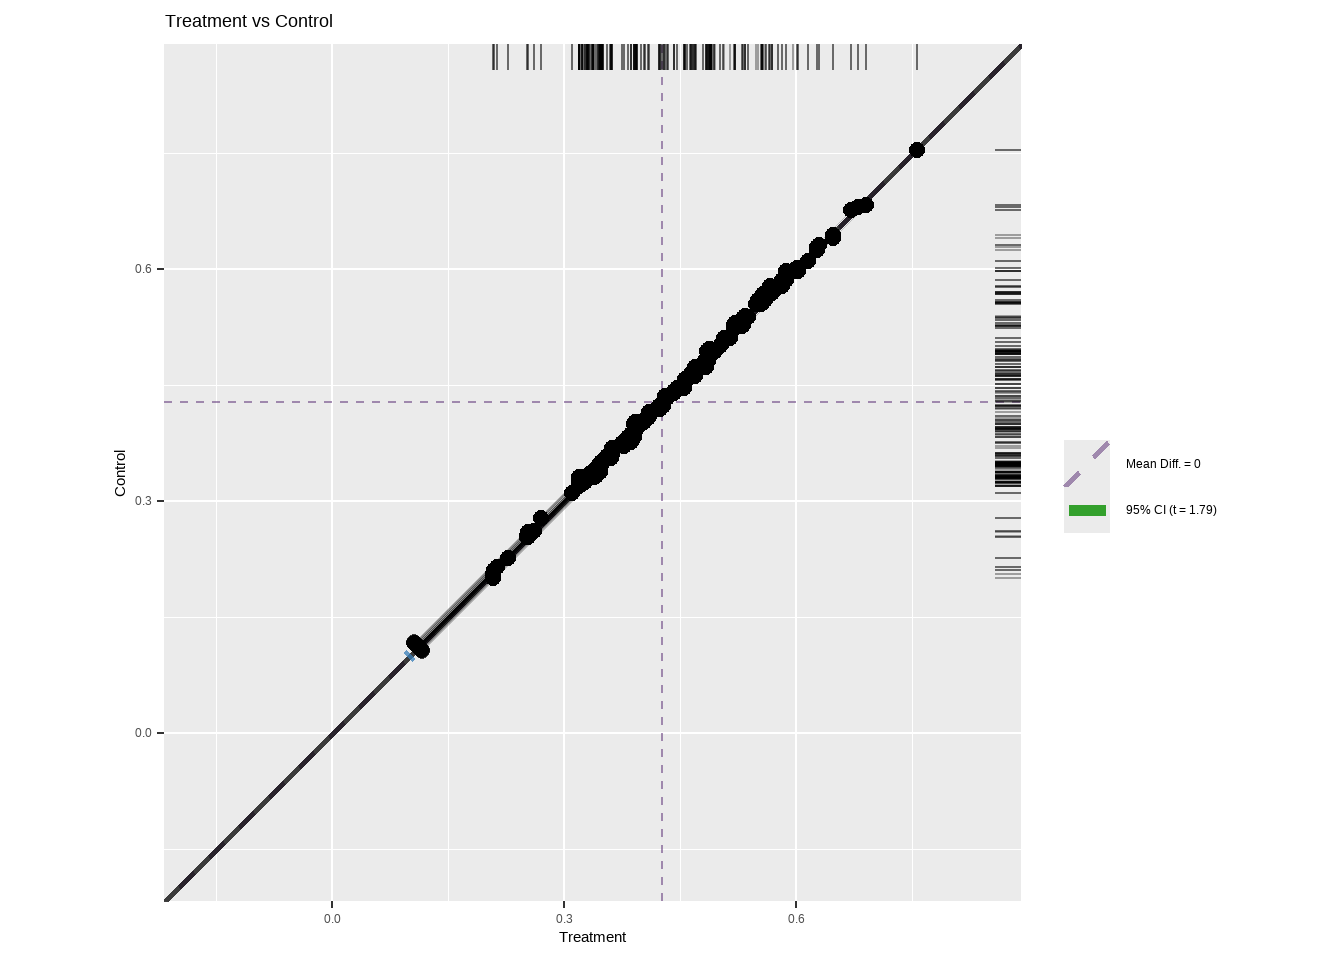 Treatment vs Control
0.6
0.3
0.0
Control
0.0
0.3
0.6
Treatment
Mean Diff. = 0
95% CI (t = 1.79)